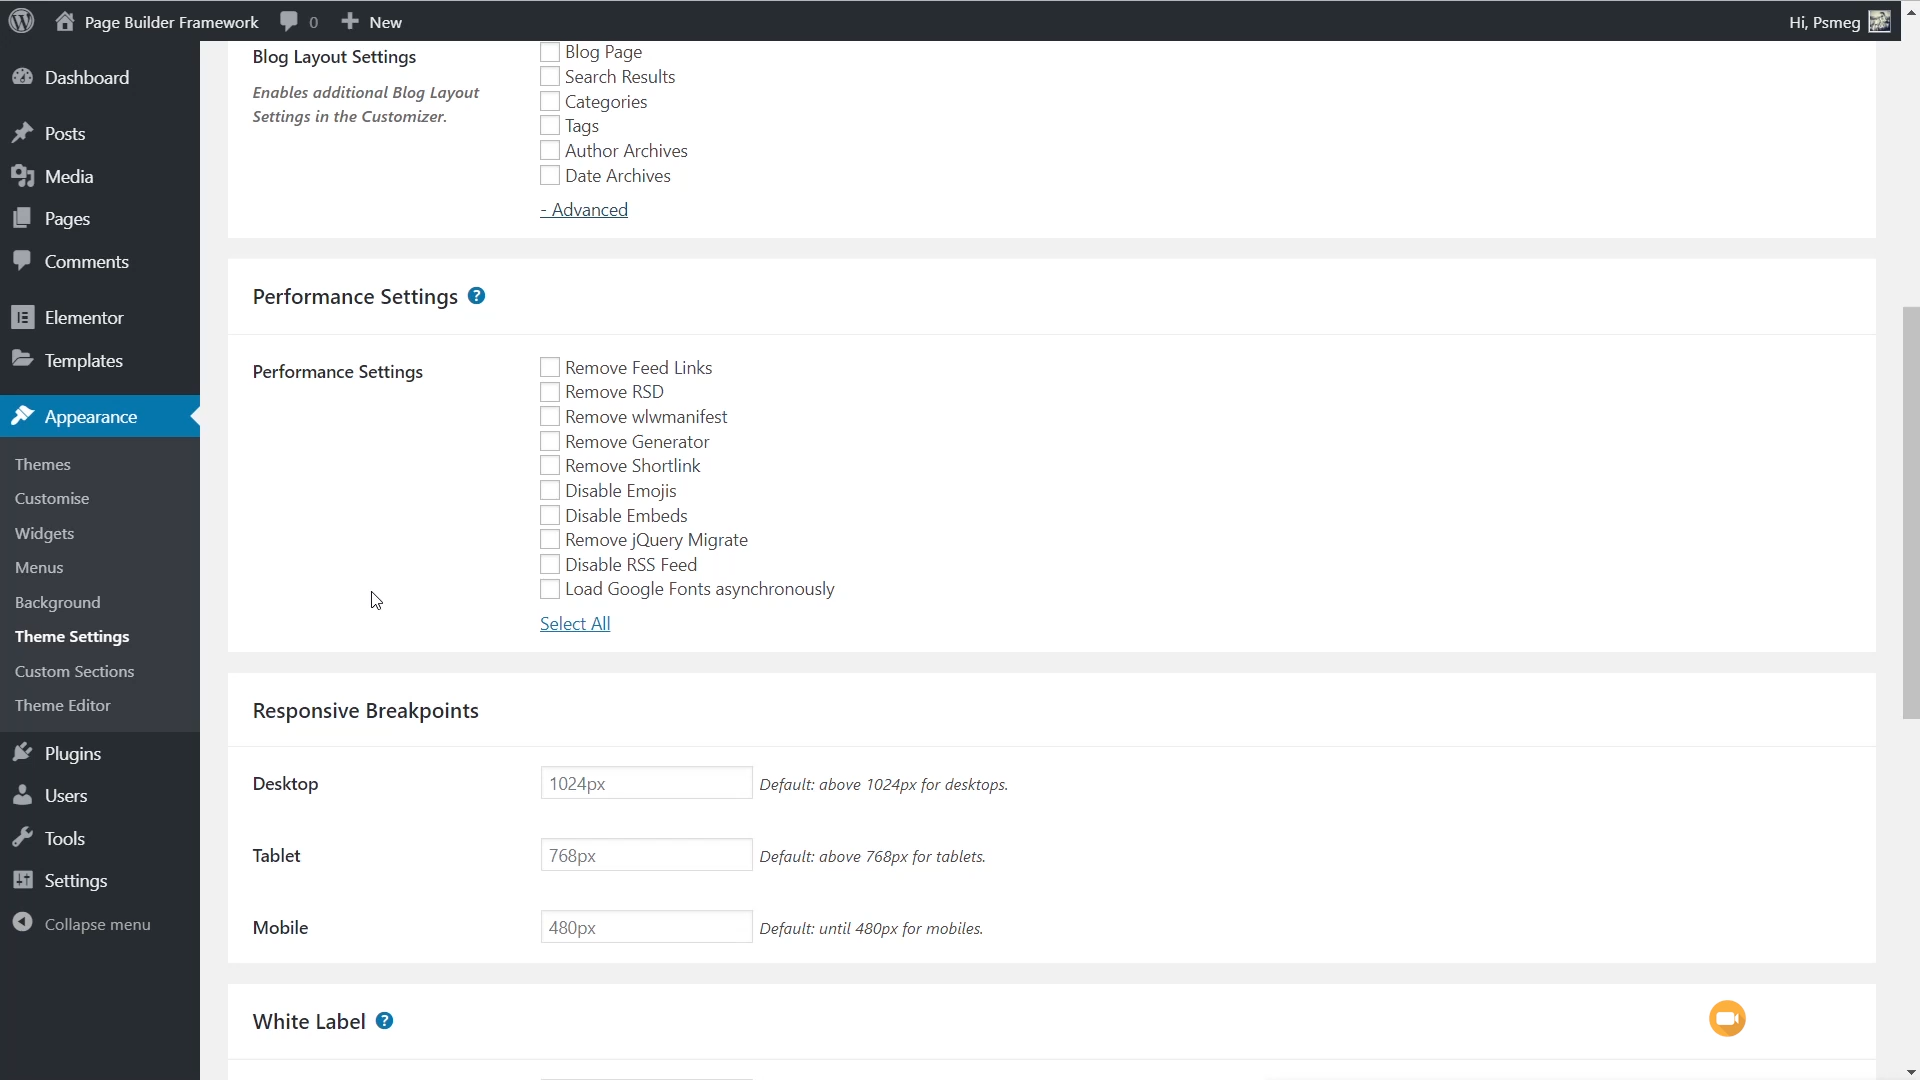 Page Builder Framework 0 New Hi, Psmeg
Dashboard
Posts
Media
Pages
Comments
Elementor
Templates
Appearance
Themes
Customise
Widgets
Menus
Background
Theme Settings
Custom Sections
Theme Editor
Plugins
Users
Tools
Settings
Collapse menu
Blog Layout Settings
Enables additional Blog Layout
Settings in the Customizer.
Blog Page
Search Results
Categories
Tags
Author Archives
Date Archives
- Advanced
Performance Settings ?
Performance Settings
Remove Feed Links
Remove RSD
Remove wlwmanifest
Remove Generator
Remove Shortlink
Disable Emojis
Disable Embeds
Remove jQuery Migrate
Disable RSS Feed
Load Google Fonts asynchronously
Select All
Responsive Breakpoints
Desktop 1024px Default: above 1024px for desktops.
Tablet 768px Default: above 768px for tablets.
Mobile 480px Default: until 480px for mobiles.
White Label ?